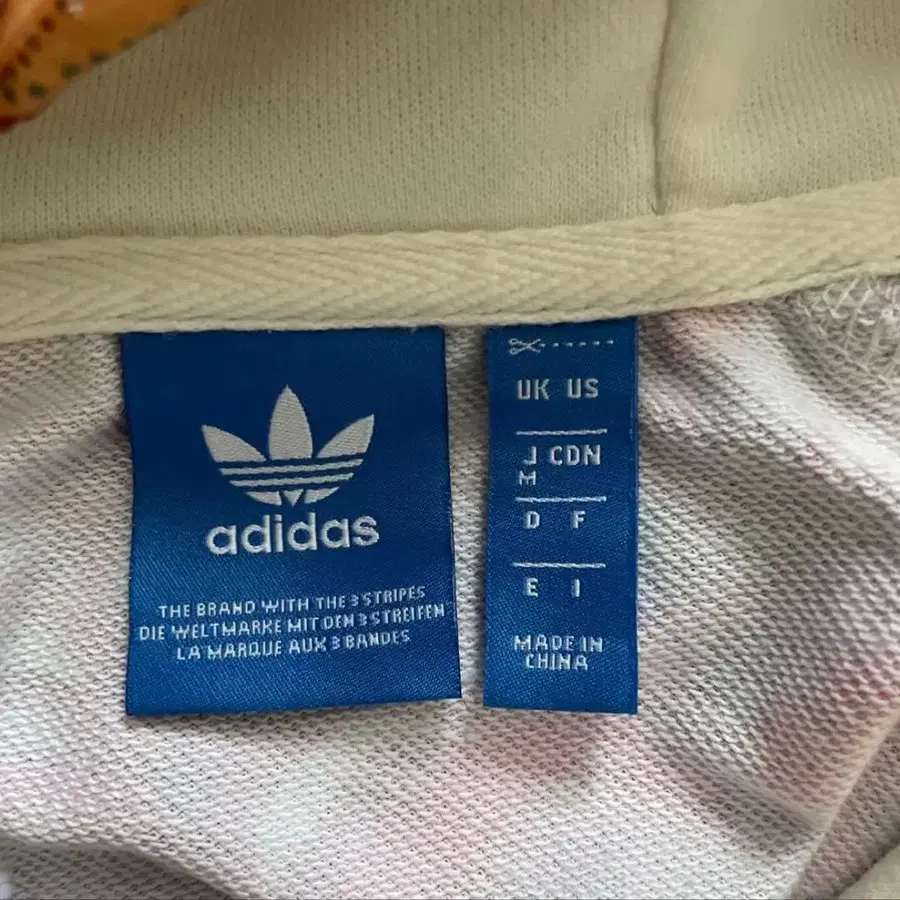 adidas
THE BRAND WITH THE 3 STRIPES
DIE WELTMARKE MIT DEN 3 STREIFEN
LA MARQUE AUX 3 BANDES
UK US
J CDN
M
D F
E I
MADE IN
CHINA